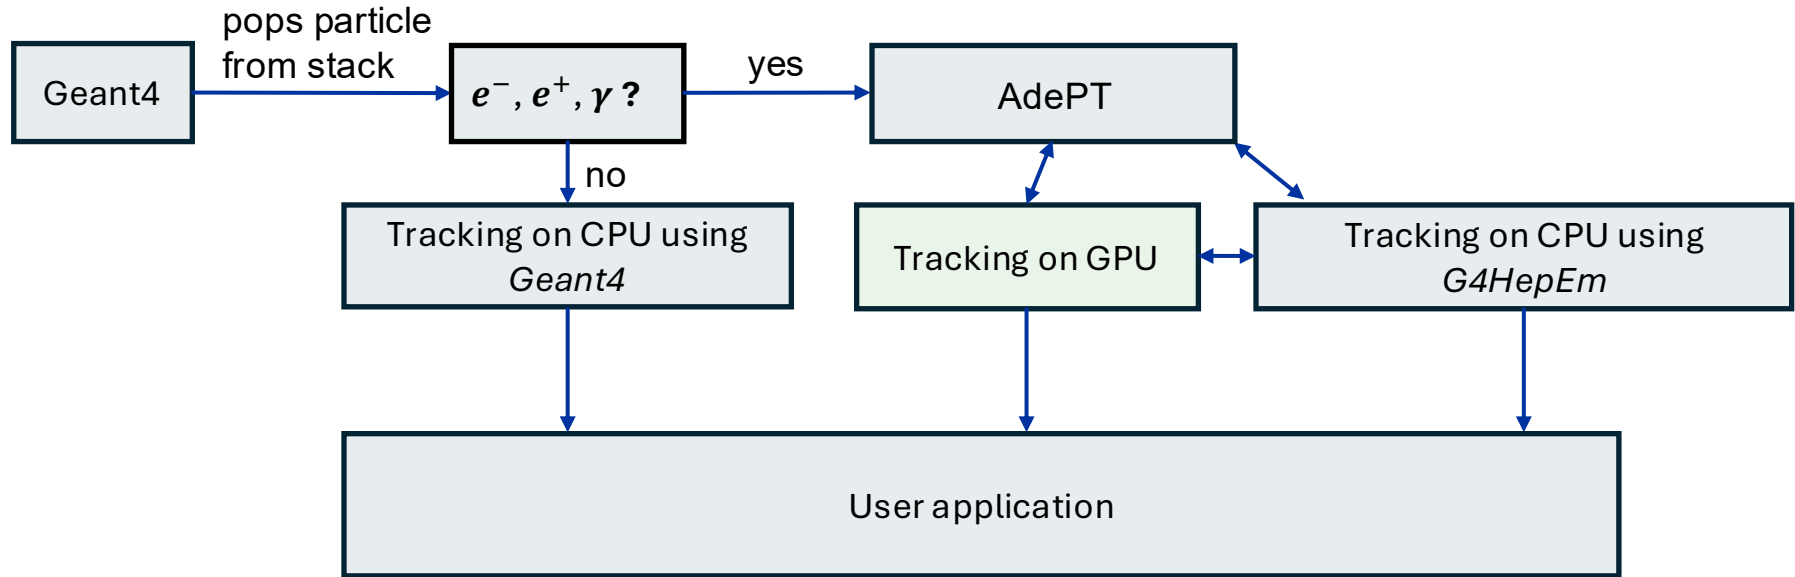 pops particle
from stack
Geant4
e⁻, e⁺, γ ?
yes
AdePT
no
Tracking on CPU using
Geant4
Tracking on GPU
Tracking on CPU using
G4HepEm
User application